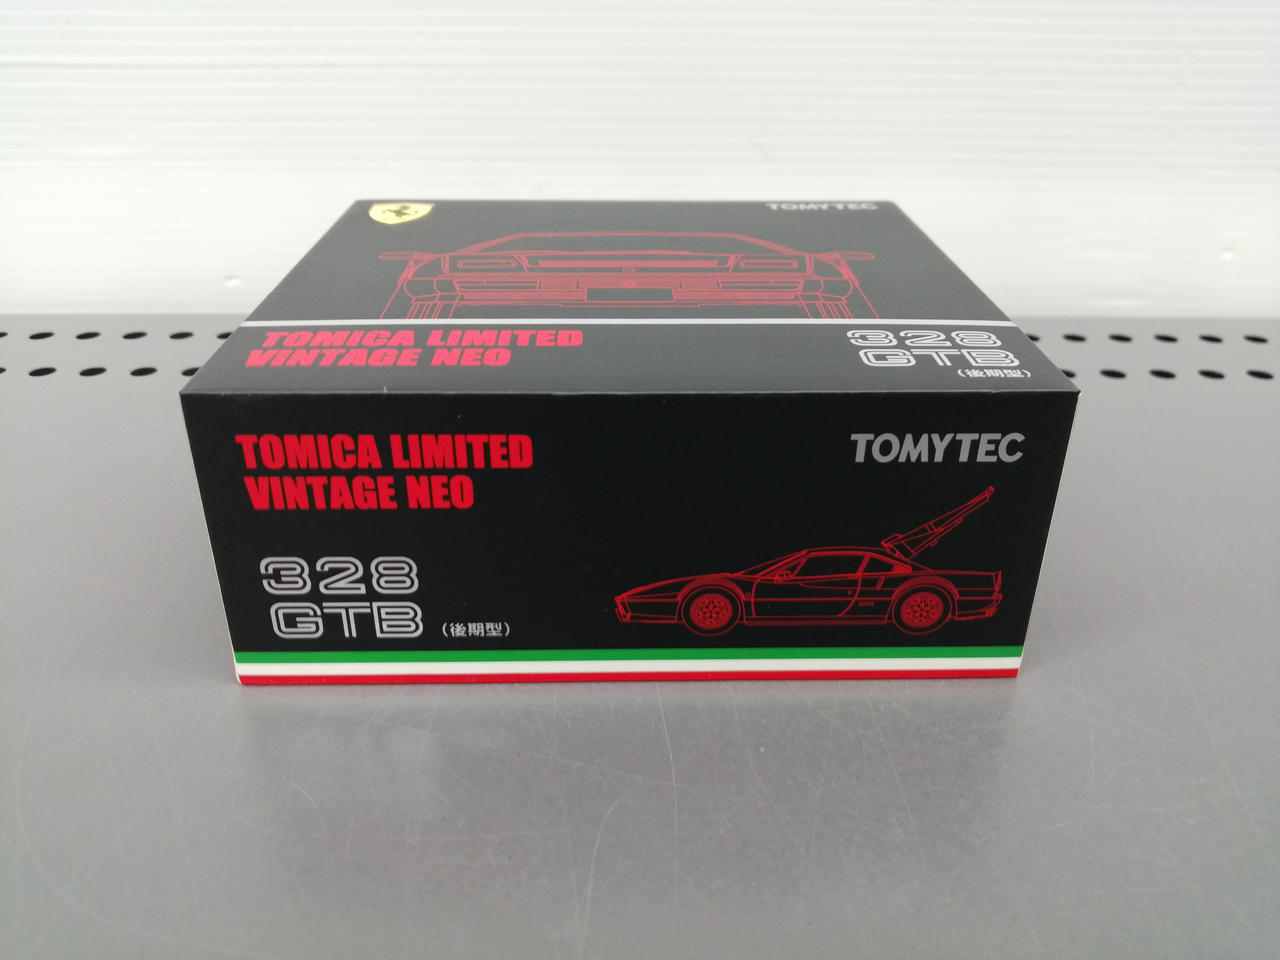 TOMYTEC
TOMICA LIMITED
VINTAGE NEO
328
GTB
(後期型)
TOMICA LIMITED
VINTAGE NEO
TOMYTEC
328
GTB (後期型)